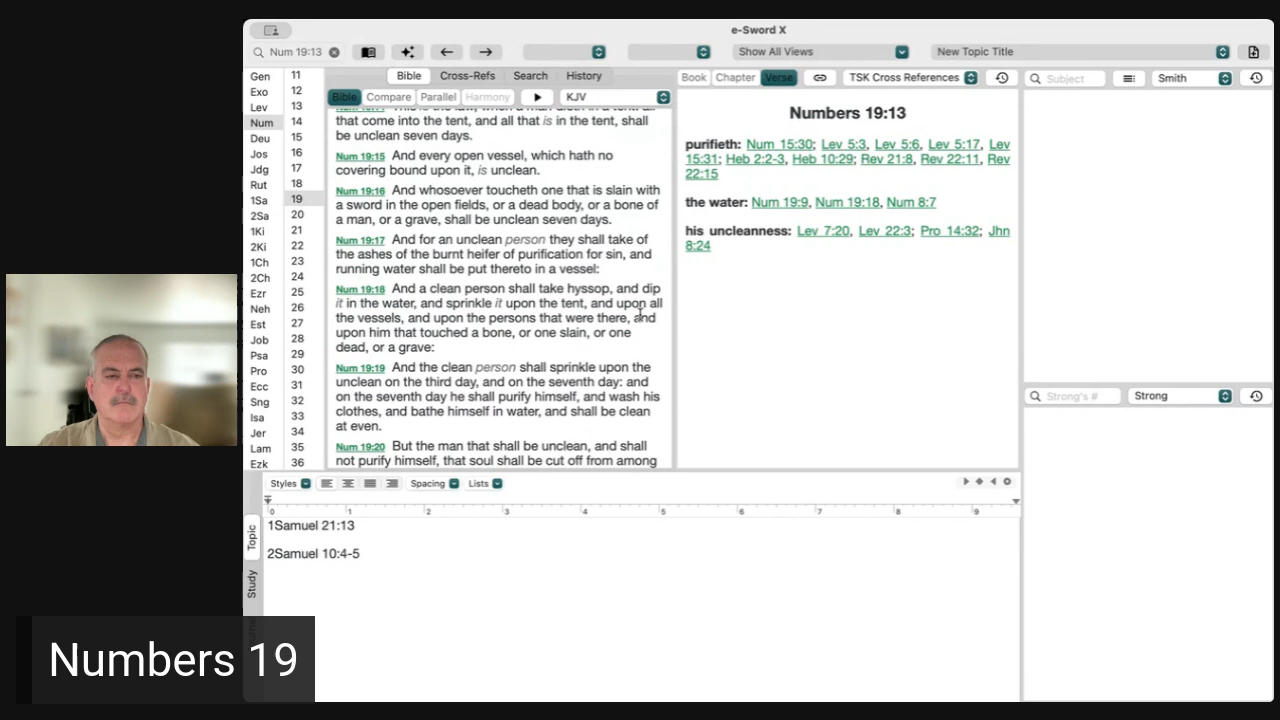 e-Sword X
Num 19:13
Show All Views
New Topic Title
Bible Cross-Refs Search History
Bible Compare Parallel Harmony KJV
Book Chapter Verse TSK Cross References
Subject Smith
Gen 11
Exo 12
Lev 13
Num 14
Deu 15
Jos 16
Jdg 17
Rut 18
1Sa 19
2Sa 20
1Ki 21
2Ki 22
1Ch 23
2Ch 24
Ezr 25
Neh 26
Est 27
Job 28
Psa 29
Pro 30
Ecc 31
Sng 32
Isa 33
Jer 34
Lam 35
Ezk 36
that come into the tent, and all that is in the tent, shall
be unclean seven days.
Num 19:15 And every open vessel, which hath no
covering bound upon it, is unclean.
Num 19:16 And whosoever toucheth one that is slain with
a sword in the open fields, or a dead body, or a bone of
a man, or a grave, shall be unclean seven days.
Num 19:17 And for an unclean person they shall take of
the ashes of the burnt heifer of purification for sin, and
running water shall be put thereto in a vessel:
Num 19:18 And a clean person shall take hyssop, and dip
it in the water, and sprinkle it upon the tent, and upon all
the vessels, and upon the persons that were there, and
upon him that touched a bone, or one slain, or one
dead, or a grave:
Num 19:19 And the clean person shall sprinkle upon the
unclean on the third day, and on the seventh day: and
on the seventh day he shall purify himself, and wash his
clothes, and bathe himself in water, and shall be clean
at even.
Num 19:20 But the man that shall be unclean, and shall
not purify himself, that soul shall be cut off from among
Numbers 19:13
purifieth: Num 15:30; Lev 5:3, Lev 5:6, Lev 5:17, Lev
15:31; Heb 2:2-3, Heb 10:29; Rev 21:8, Rev 22:11, Rev
22:15
the water: Num 19:9, Num 19:18, Num 8:7
his uncleanness: Lev 7:20, Lev 22:3; Pro 14:32; Jhn
8:24
Strong's # Strong
Styles Spacing Lists
0 1 2 3 4 5 6 7 8 9
Topic
Study
1Samuel 21:13
2Samuel 10:4-5
Numbers 19